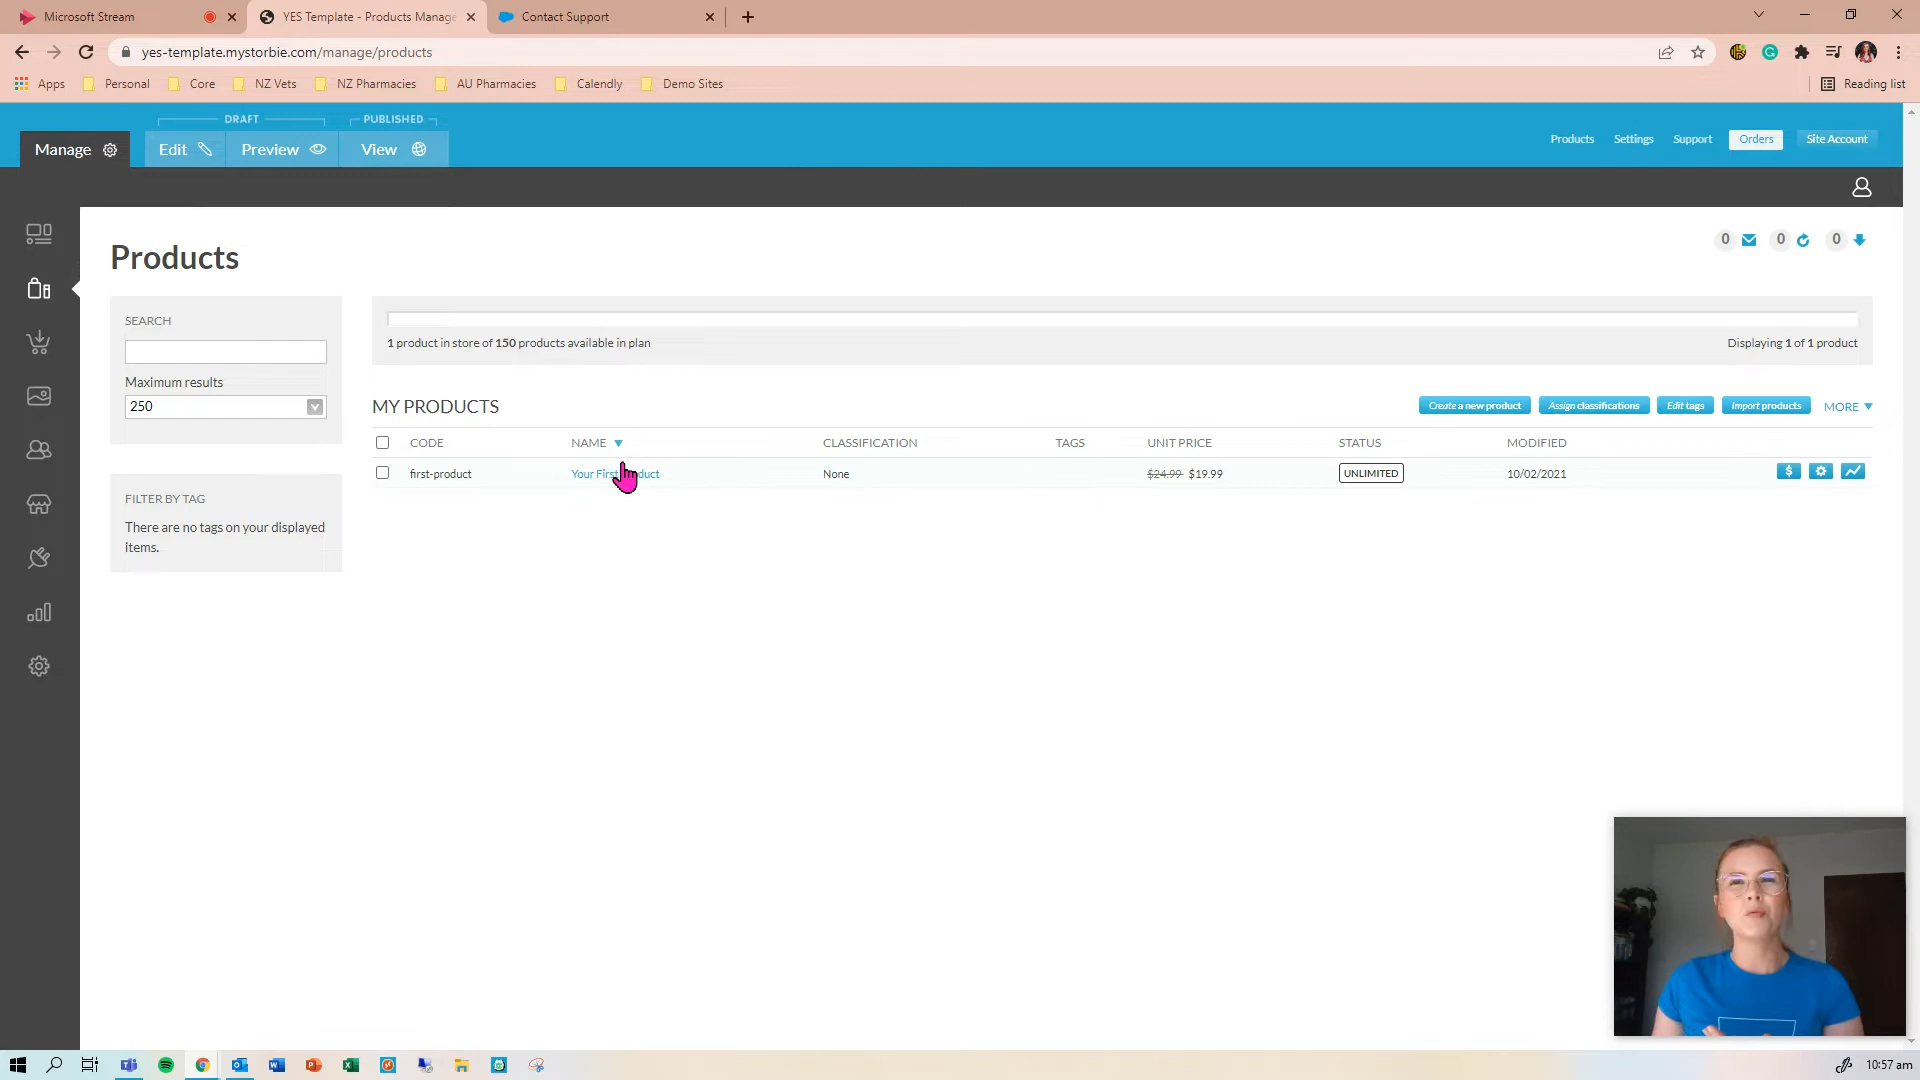 Microsoft Stream
YES Template - Products Manage
Contact Support
yes-template.mystorbie.com/manage/products
Apps
Personal
Core
NZ Vets
NZ Pharmacies
AU Pharmacies
Calendly
Demo Sites
Reading list
DRAFT
PUBLISHED
Manage
Edit
Preview
View
Products
Settings
Support
Orders
Site Account
Products
0
0
0
SEARCH
Maximum results
250
FILTER BY TAG
There are no tags on your displayed
items.
1 product in store of 150 products available in plan
Displaying 1 of 1 product
MY PRODUCTS
Create a new product
Assign classifications
Edit tags
Import products
MORE
CODE
NAME
CLASSIFICATION
TAGS
UNIT PRICE
STATUS
MODIFIED
first-product
Your First
None
$24.99 $19.99
UNLIMITED
10/02/2021
$
10:57 am